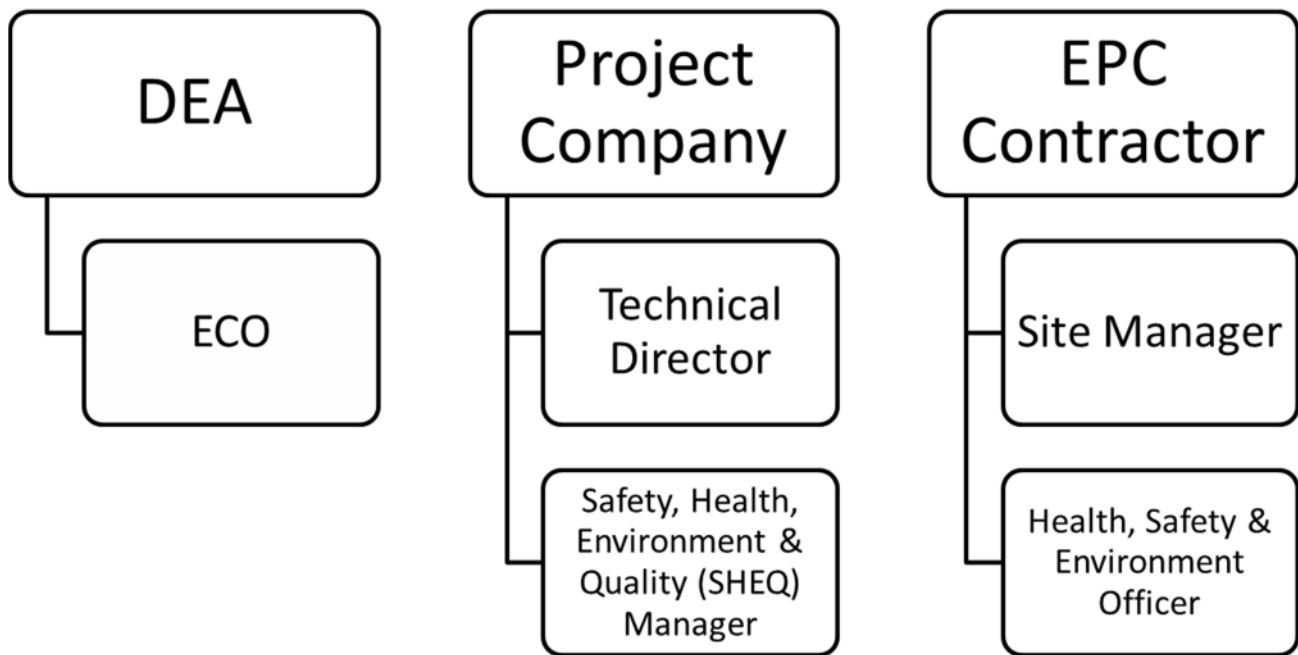 DEA
ECO
Project
Company
Technical
Director
Safety, Health,
Environment &
Quality (SHEQ)
Manager
EPC
Contractor
Site Manager
Health, Safety &
Environment
Officer